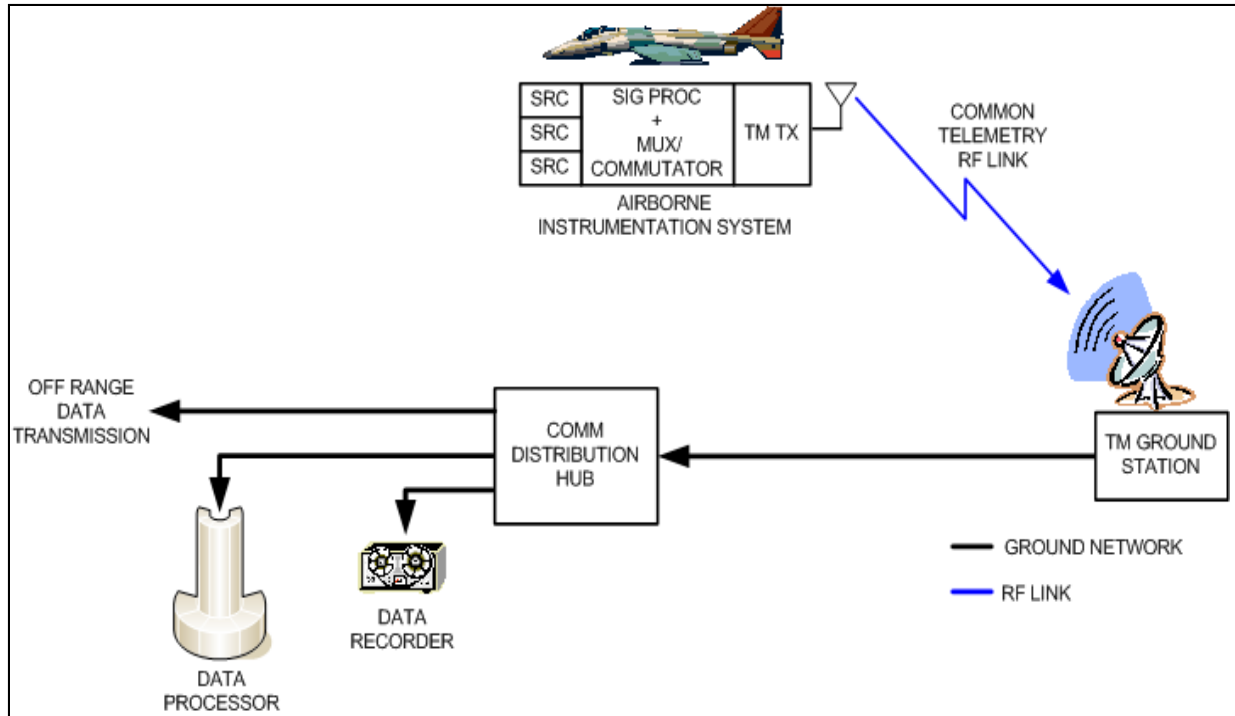 SRC
SRC
SRC
SIG PROC
+
MUX/
COMMUTATOR
TM TX
AIRBORNE
INSTRUMENTATION SYSTEM
COMMON
TELEMETRY
RF LINK
OFF RANGE
DATA
TRANSMISSION
COMM
DISTRIBUTION
HUB
TM GROUND
STATION
GROUND NETWORK
RF LINK
DATA
RECORDER
DATA
PROCESSOR